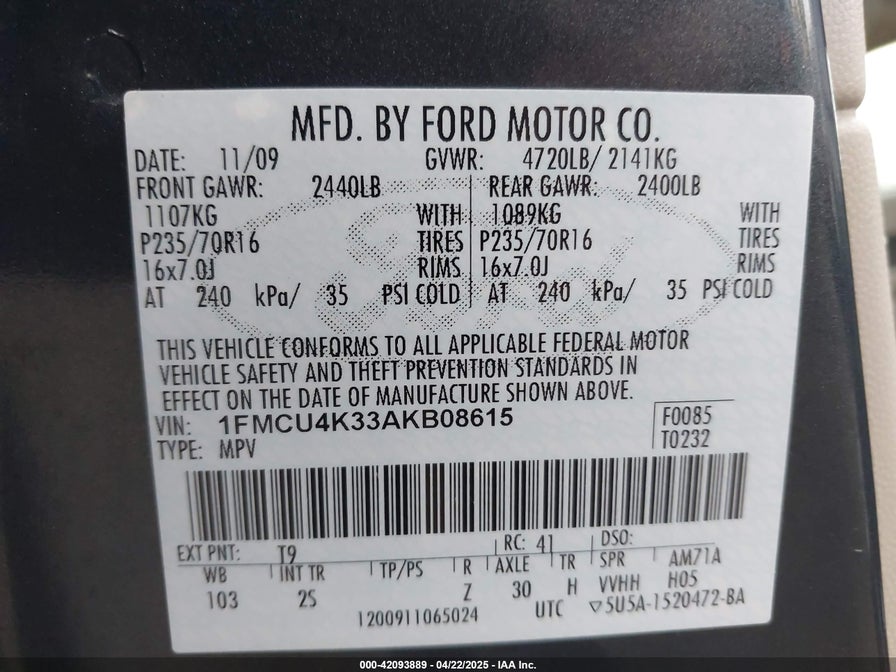 MFD. BY FORD MOTOR CO.
DATE: 11/09 GVWR: 4720LB/ 2141KG
FRONT GAWR: 2440LB REAR GAWR: 2400LB
1107KG WITH 1089KG WITH
P235/70R16 TIRES P235/70R16 TIRES
16x7.0J RIMS 16x7.0J RIMS
AT 240 kPa/ 35 PSI COLD AT 240 kPa/ 35 PSI COLD
THIS VEHICLE CONFORMS TO ALL APPLICABLE FEDERAL MOTOR
VEHICLE SAFETY AND THEFT PREVENTION STANDARDS IN
EFFECT ON THE DATE OF MANUFACTURE SHOWN ABOVE.
VIN: 1FMCU4K33AKB08615 F0085
TYPE: MPV T0232
EXT PNT: T9 RC: 41 DSO:
WB INT TR TP/PS R AXLE TR SPR AM71A
103 2S Z 30 H VVHH H05
1200911065024 UTC ▽5U5A-1520472-BA
000-42093889 - 04/22/2025 - IAA Inc.